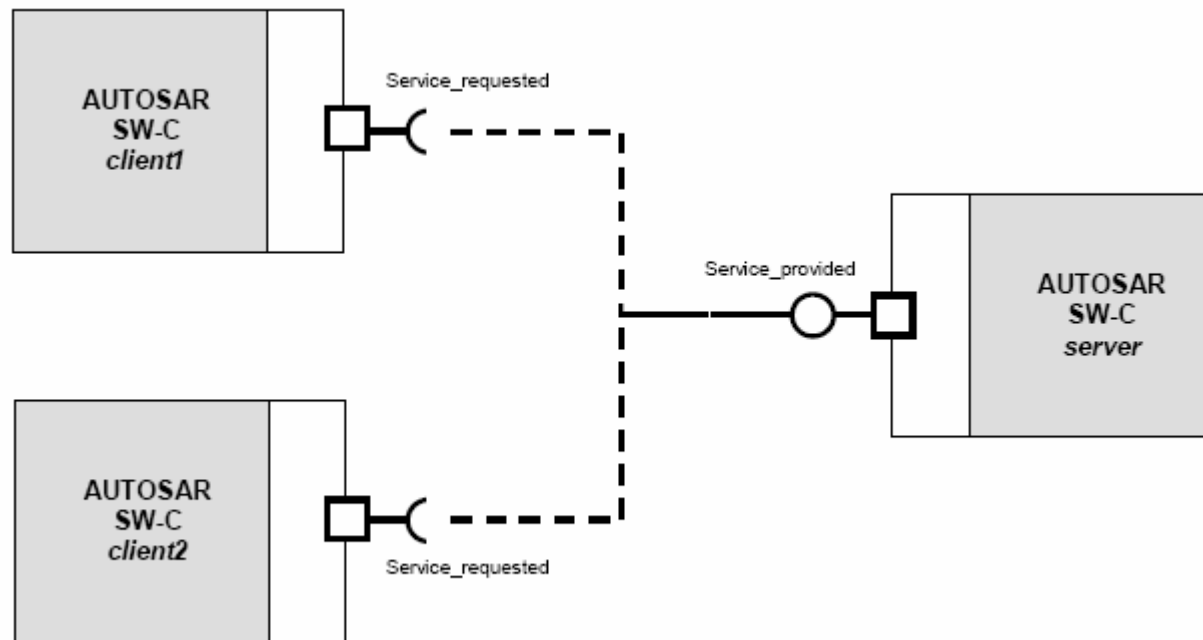 AUTOSAR
SW-C
client1
Service_requested
Service_provided
AUTOSAR
SW-C
server
AUTOSAR
SW-C
client2
Service_requested